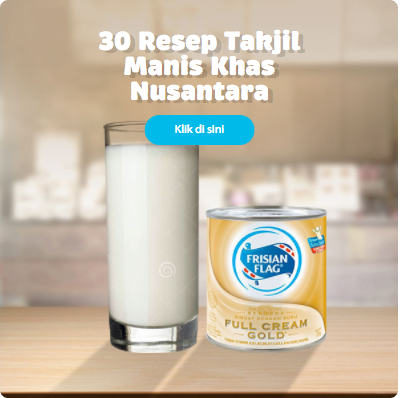 30 Resep Takjil
Manis Khas
Nusantara
Klik di sini
FRISIAN
FLAG®
FULL CREAM
GOLD